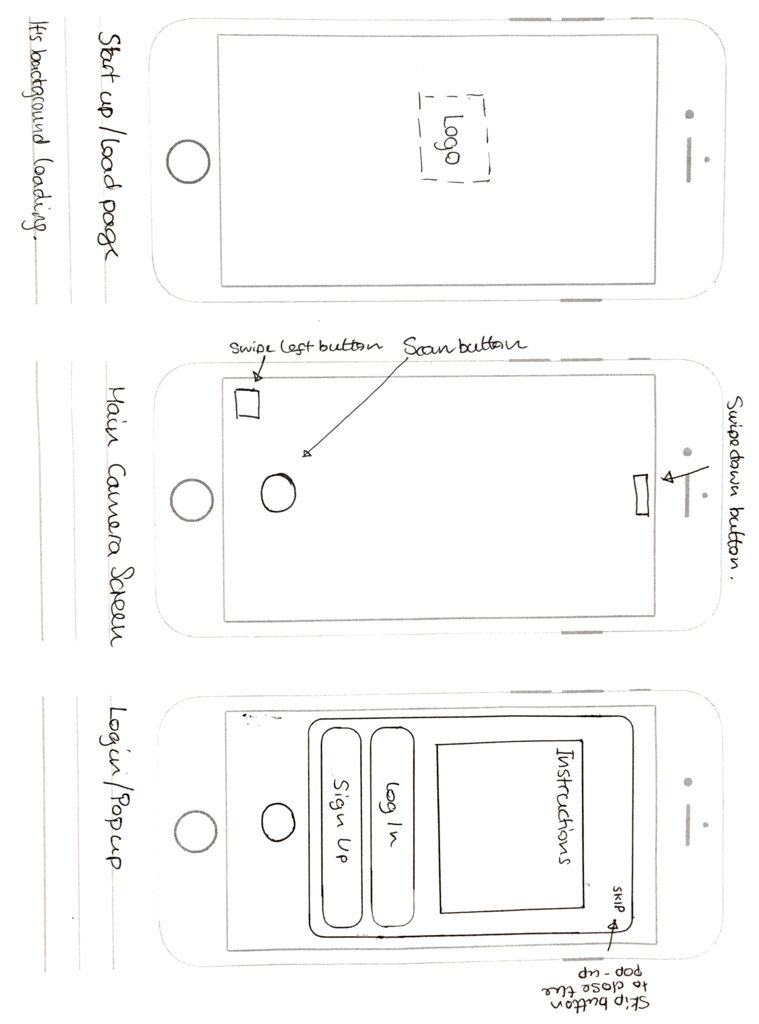 Logo
Start up/Load page
It's background loading.
Swipe left button
Scan button
Swipe down button.
Main Camera Screen
SKIP
Instructions
Log In
Sign Up
Skip button
to close the
pop-up
Login/Popup